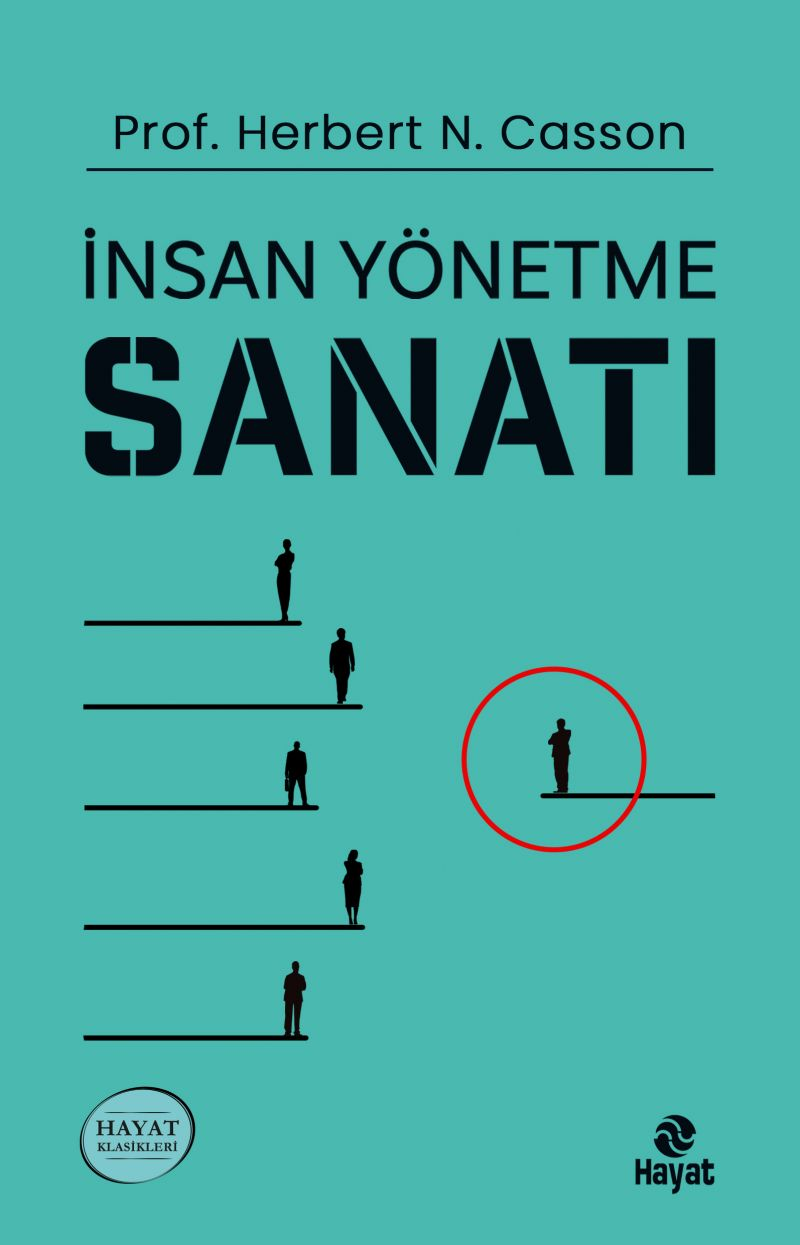 Prof. Herbert N. Casson
İNSAN YÖNETME
SANATI
HAYAT
KLASİKLERİ
Hayat